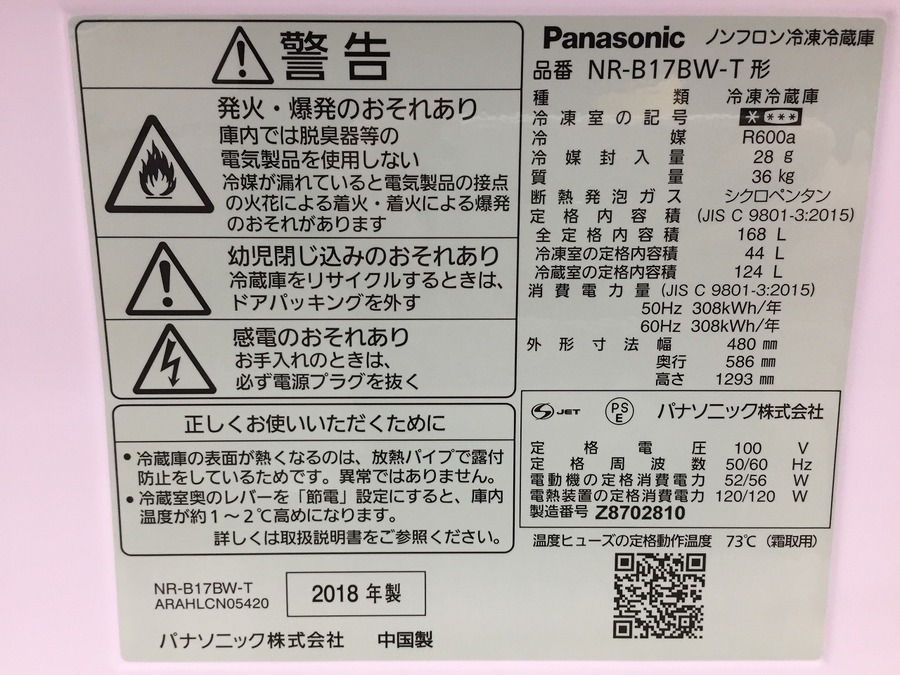 警告
発火・爆発のおそれあり
庫内では脱臭器等の
電気製品を使用しない
冷媒が漏れていると電気製品の接点
の火花による着火・着火による爆発
のおそれがあります
幼児閉じ込みのおそれあり
冷蔵庫をリサイクルするときは、
ドアパッキングを外す
感電のおそれあり
お手入れのときは、
必ず電源プラグを抜く
正しくお使いいただくために
• 冷蔵庫の表面が熱くなるのは、放熱パイプで露付
防止をしているためです。異常ではありません。
• 冷蔵室奥のレバーを「節電」設定にすると、庫内
温度が約1～2℃高めになります。
詳しくは取扱説明書をご参照ください。
NR-B17BW-T
ARAHLCN05420
2018 年製
パナソニック株式会社 中国製
Panasonic ノンフロン冷凍冷蔵庫
品番 NR-B17BW-T 形
種類 冷凍冷蔵庫
冷凍室の記号 * ***
冷媒 R600a
冷媒封入量 28 g
質量 36 kg
断熱発泡ガス シクロペンタン
定格内容積 (JIS C 9801-3:2015)
全定格内容積 168 L
冷凍室の定格内容積 44 L
冷蔵室の定格内容積 124 L
消費電力量 (JIS C 9801-3:2015)
50Hz 308kWh/年
60Hz 308kWh/年
外形寸法 幅 480 mm
奥行 586 mm
高さ 1293 mm
S JET PS E パナソニック株式会社
定格電圧 100 V
定格周波数 50/60 Hz
電動機の定格消費電力 52/56 W
電熱装置の定格消費電力 120/120 W
製造番号 Z8702810
温度ヒューズの定格動作温度 73℃ (霜取用)